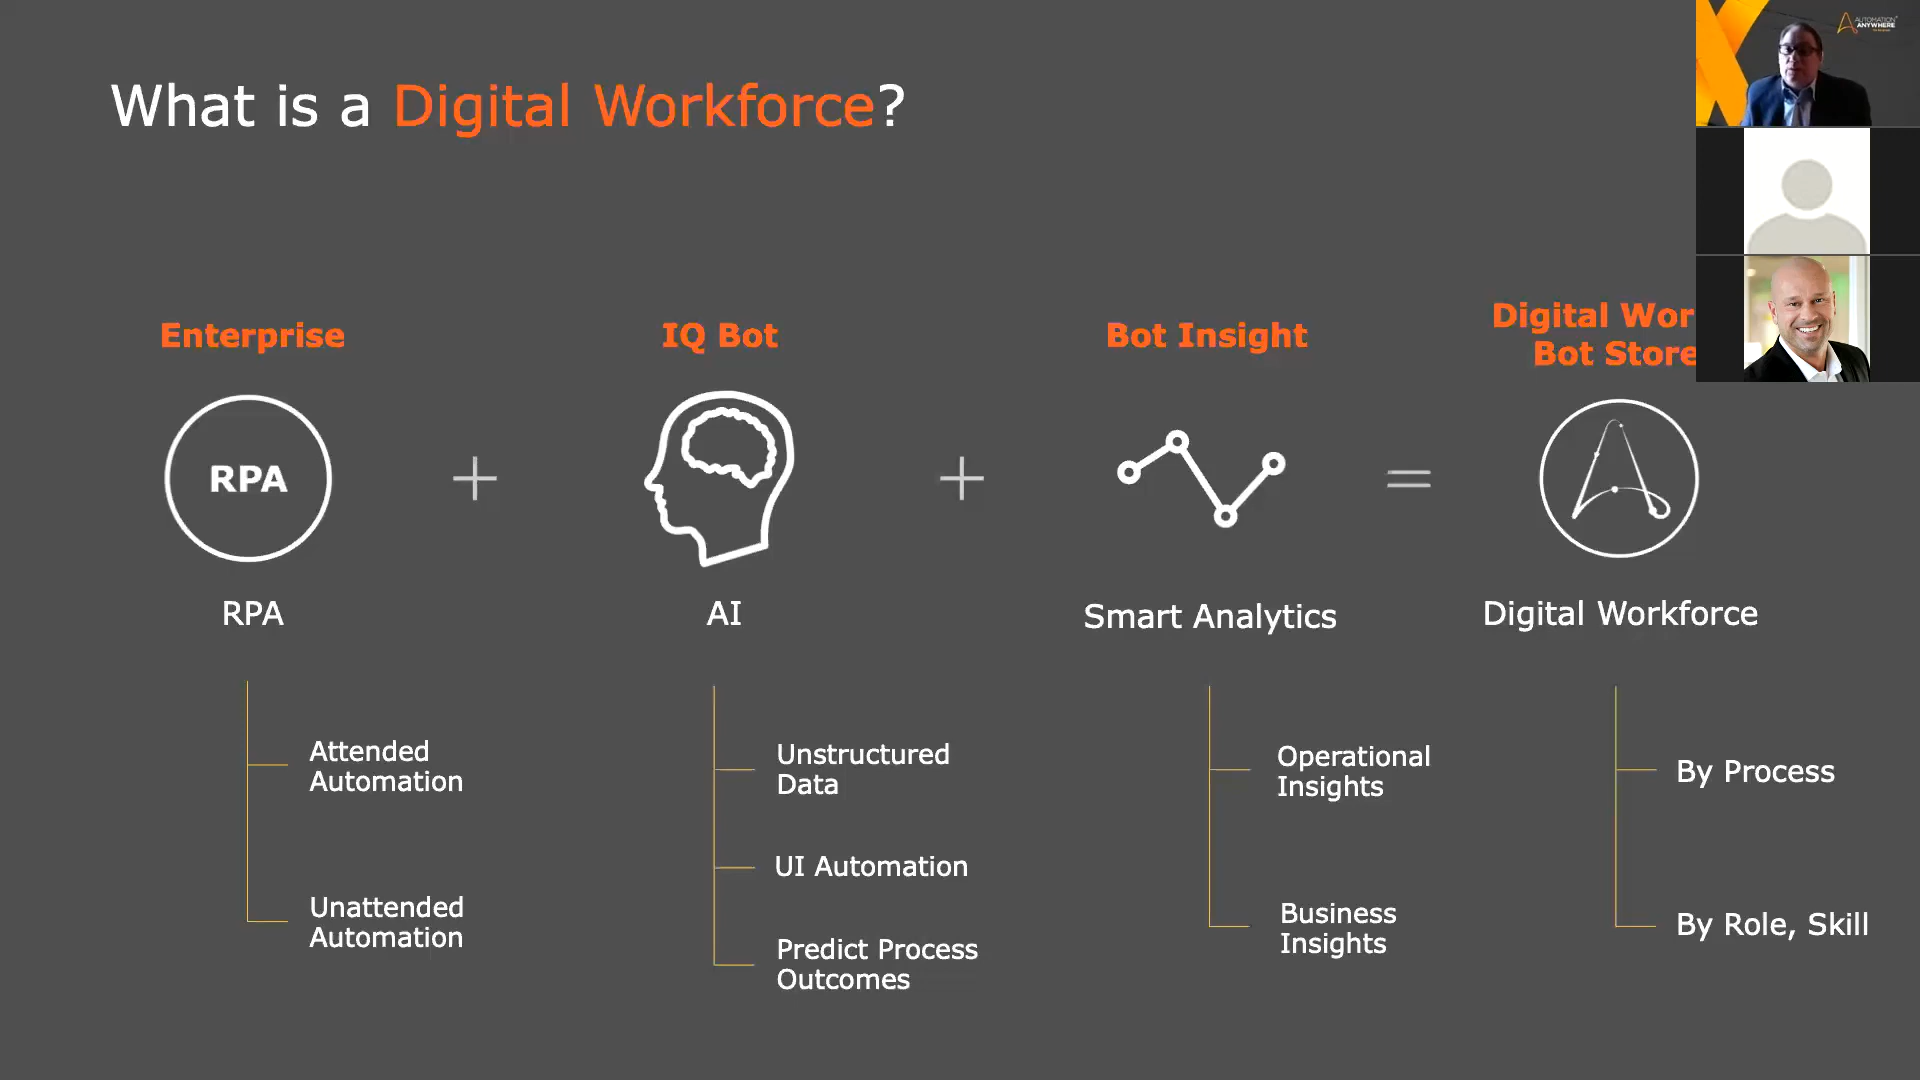 AUTOMATION
ANYWHERE
What is a Digital Workforce?
Enterprise
IQ Bot
Bot Insight
Digital Wor
Bot Store
RPA
RPA
AI
Smart Analytics
Digital Workforce
Attended
Automation
Unattended
Automation
Unstructured
Data
UI Automation
Predict Process
Outcomes
Operational
Insights
Business
Insights
By Process
By Role, Skill